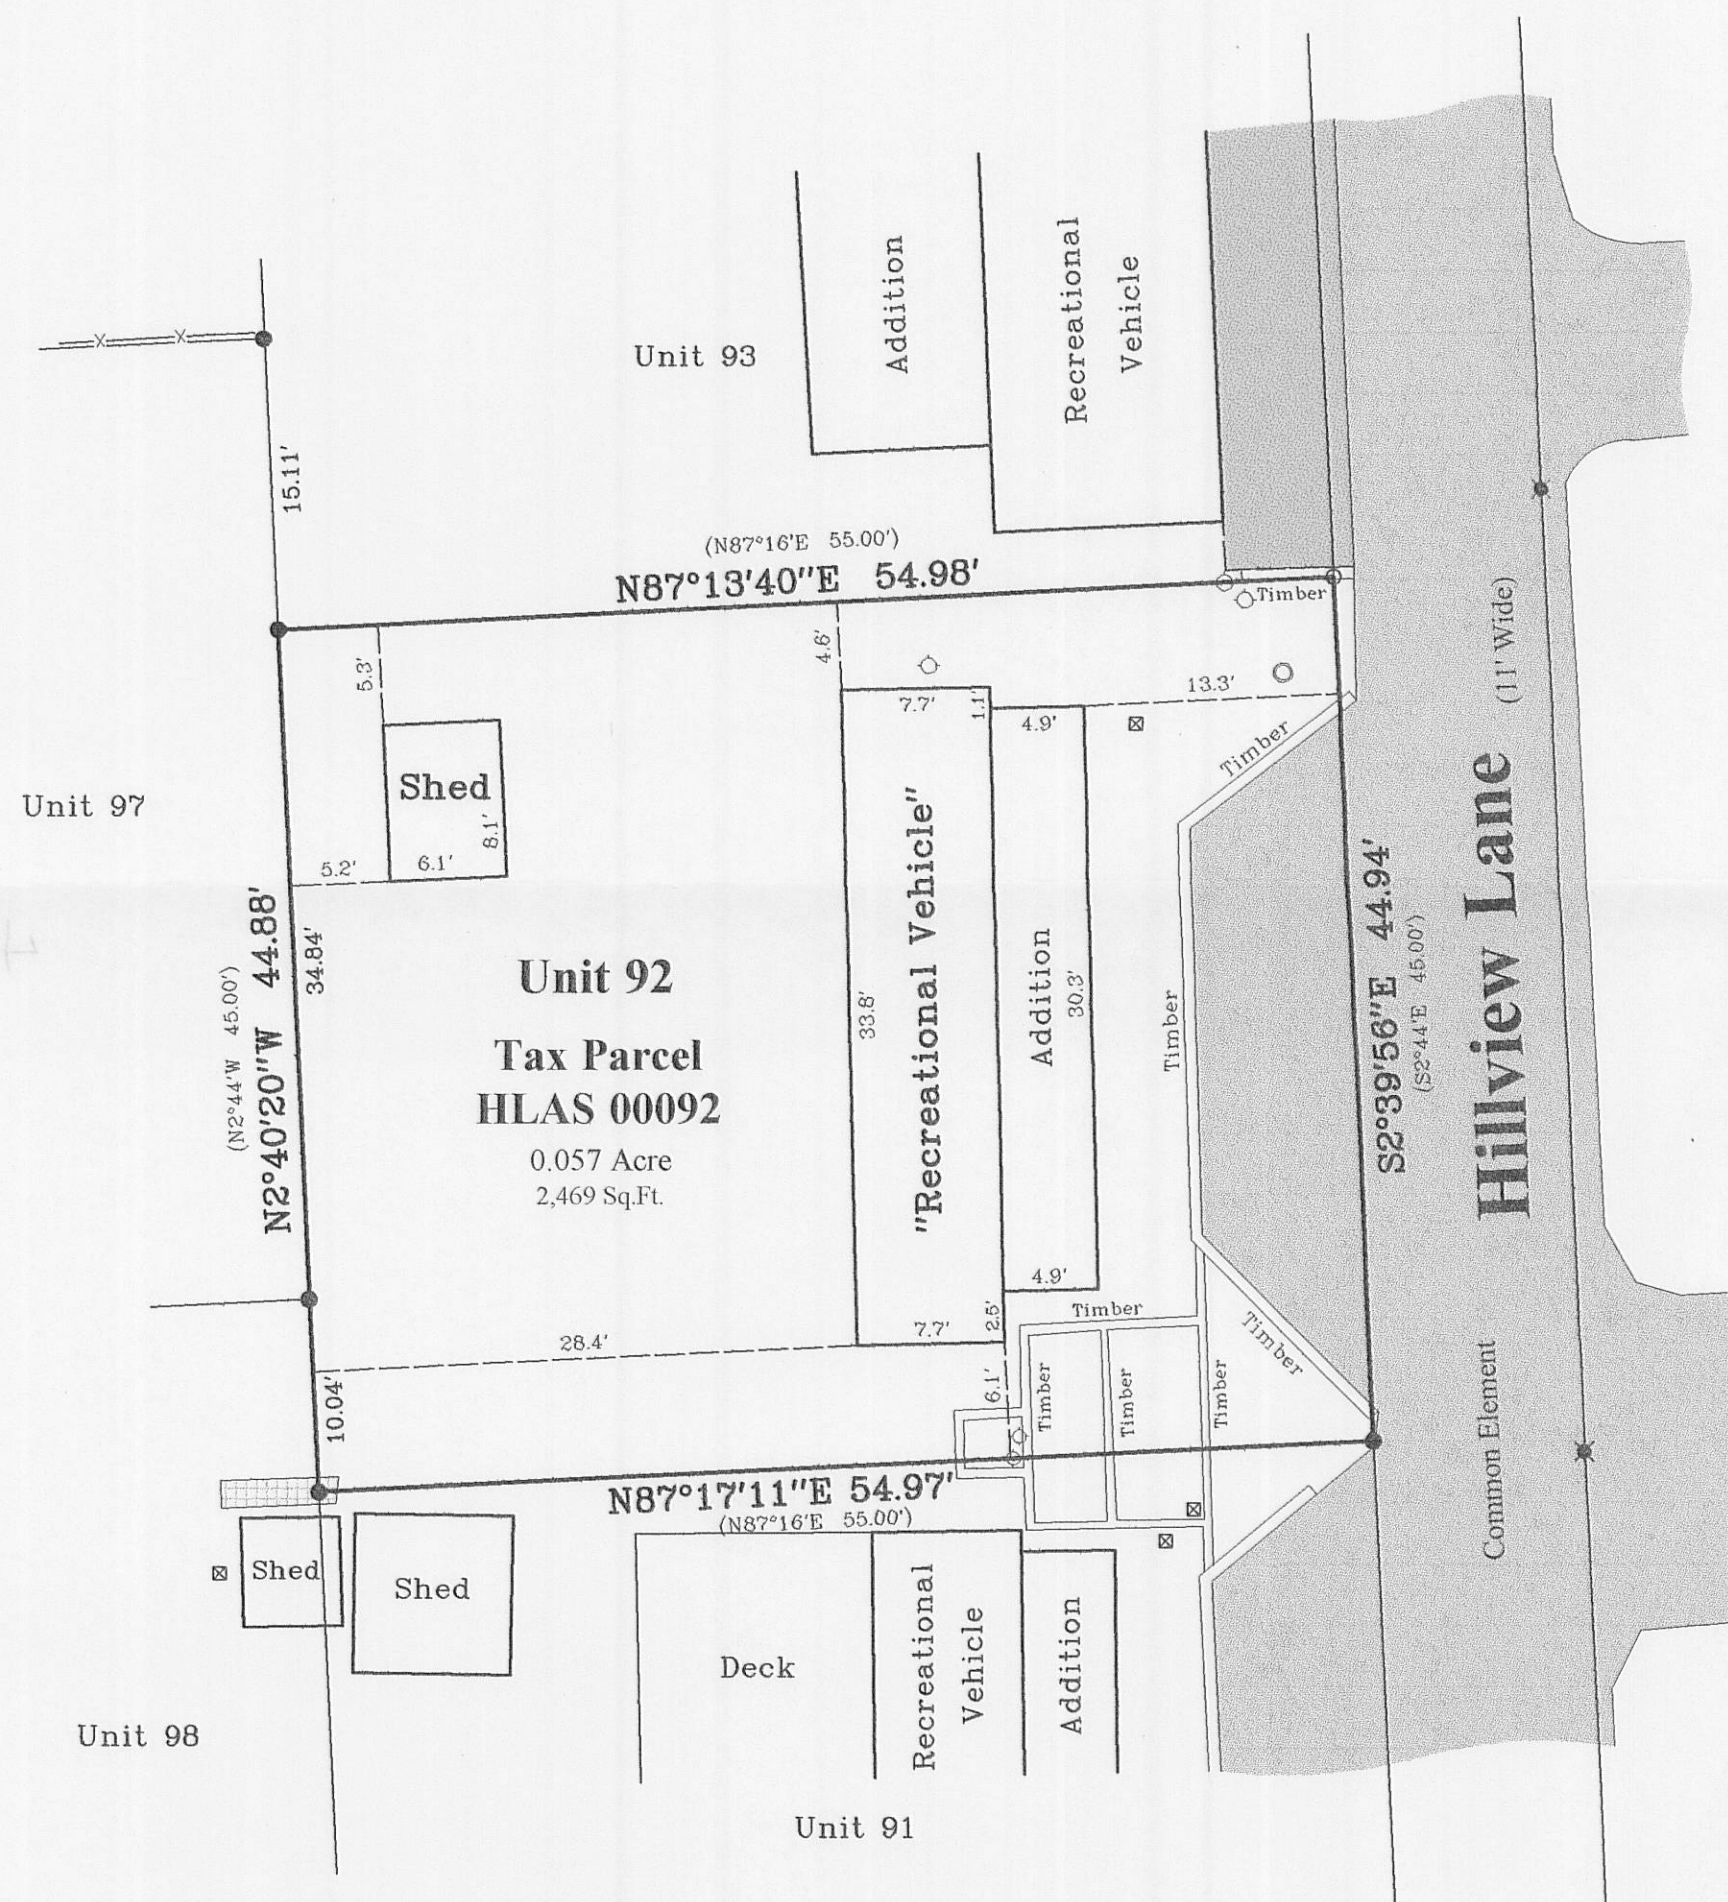 Addition
Recreational
Vehicle
Unit 93
15.11'
(N87°16'E 55.00')
N87°13'40"E 54.98'
Timber
(11' Wide)
5.3'
4.6'
13.3'
7.7'
1.1'
4.9'
Timber
Shed
8.1'
6.1'
5.2'
Unit 97
(N2°44'W 45.00')
N2°40'20"W 44.88'
34.84'
Unit 92
Tax Parcel
HLAS 00092
0.057 Acre
2,469 Sq.Ft.
33.8'
"Recreational Vehicle"
Addition
30.3'
Timber
S2°39'56"E 44.94'
(S2°44'E 45.00')
Hillview Lane
4.9'
2.5'
7.7'
Timber
28.4'
10.04'
6.1'
Timber
Timber
Timber
Timber
Common Element
N87°17'11"E 54.97'
(N87°16'E 55.00')
Shed
Shed
Deck
Recreational
Vehicle
Addition
Unit 98
Unit 91